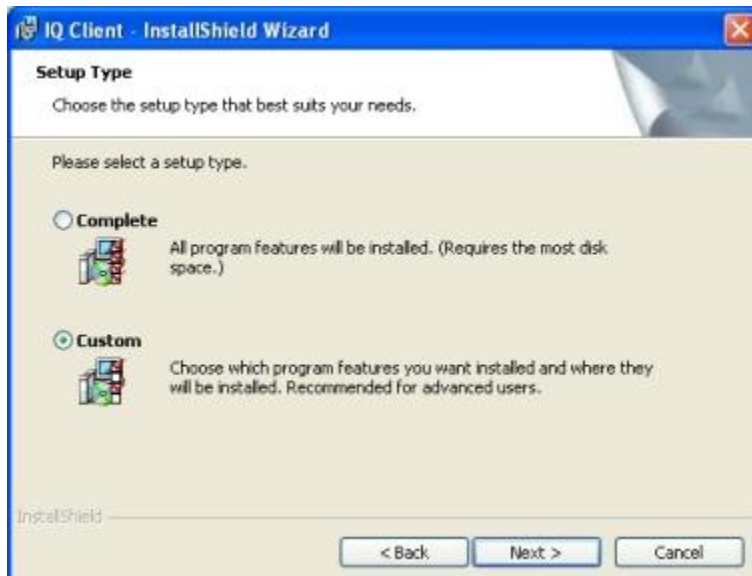 IQ Client - InstallShield Wizard
Setup Type
Choose the setup type that best suits your needs.
Please select a setup type.
Complete
All program features will be installed. (Requires the most disk
space.)
Custom
Choose which program features you want installed and where they
will be installed. Recommended for advanced users.
InstallShield
< Back
Next >
Cancel